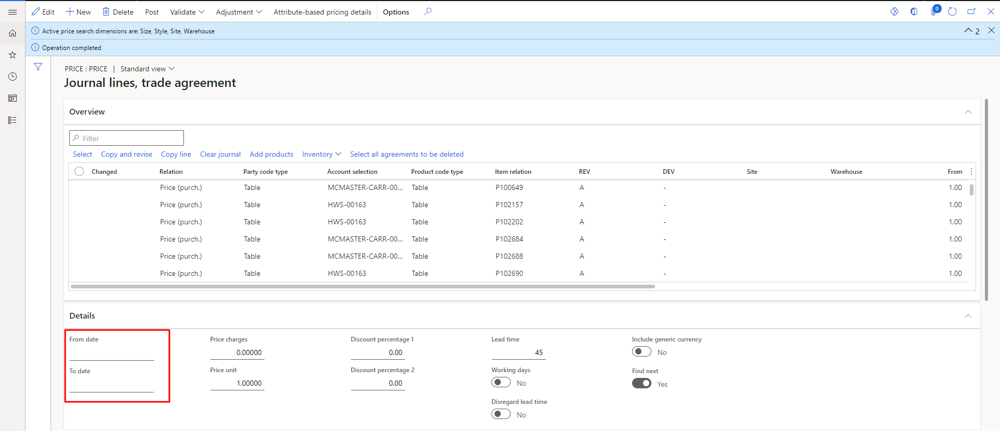 Edit New Delete Post Validate Adjustment Attribute-based pricing details Options 0
Active price search dimensions are: Size, Style, Site, Warehouse 2
Operation completed
PRICE : PRICE | Standard view
Journal lines, trade agreement
Overview
Filter
Select Copy and revise Copy line Clear journal Add products Inventory Select all agreements to be deleted
Changed Relation Party code type Account selection Product code type Item relation REV DEV Site Warehouse From
Price (purch.) Table MCMASTER-CARR-00... Table P100649 A - 1.00
Price (purch.) Table HWS-00163 Table P102157 A - 1.00
Price (purch.) Table HWS-00163 Table P102202 A - 1.00
Price (purch.) Table MCMASTER-CARR-00... Table P102684 A - 1.00
Price (purch.) Table MCMASTER-CARR-00... Table P102688 A - 1.00
Price (purch.) Table HWS-00163 Table P102690 A - 1.00
Details
From date Price charges Discount percentage 1 Lead time Include generic currency
0.00000 0.00 45 No
To date Price unit Discount percentage 2 Working days Find next
1.00000 0.00 No Yes
Disregard lead time
No